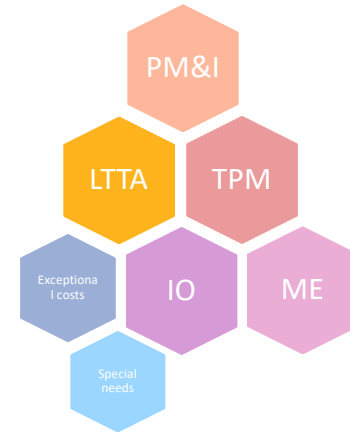 PM&I
LTTA
TPM
Exceptiona
l costs
IO
ME
Special
needs